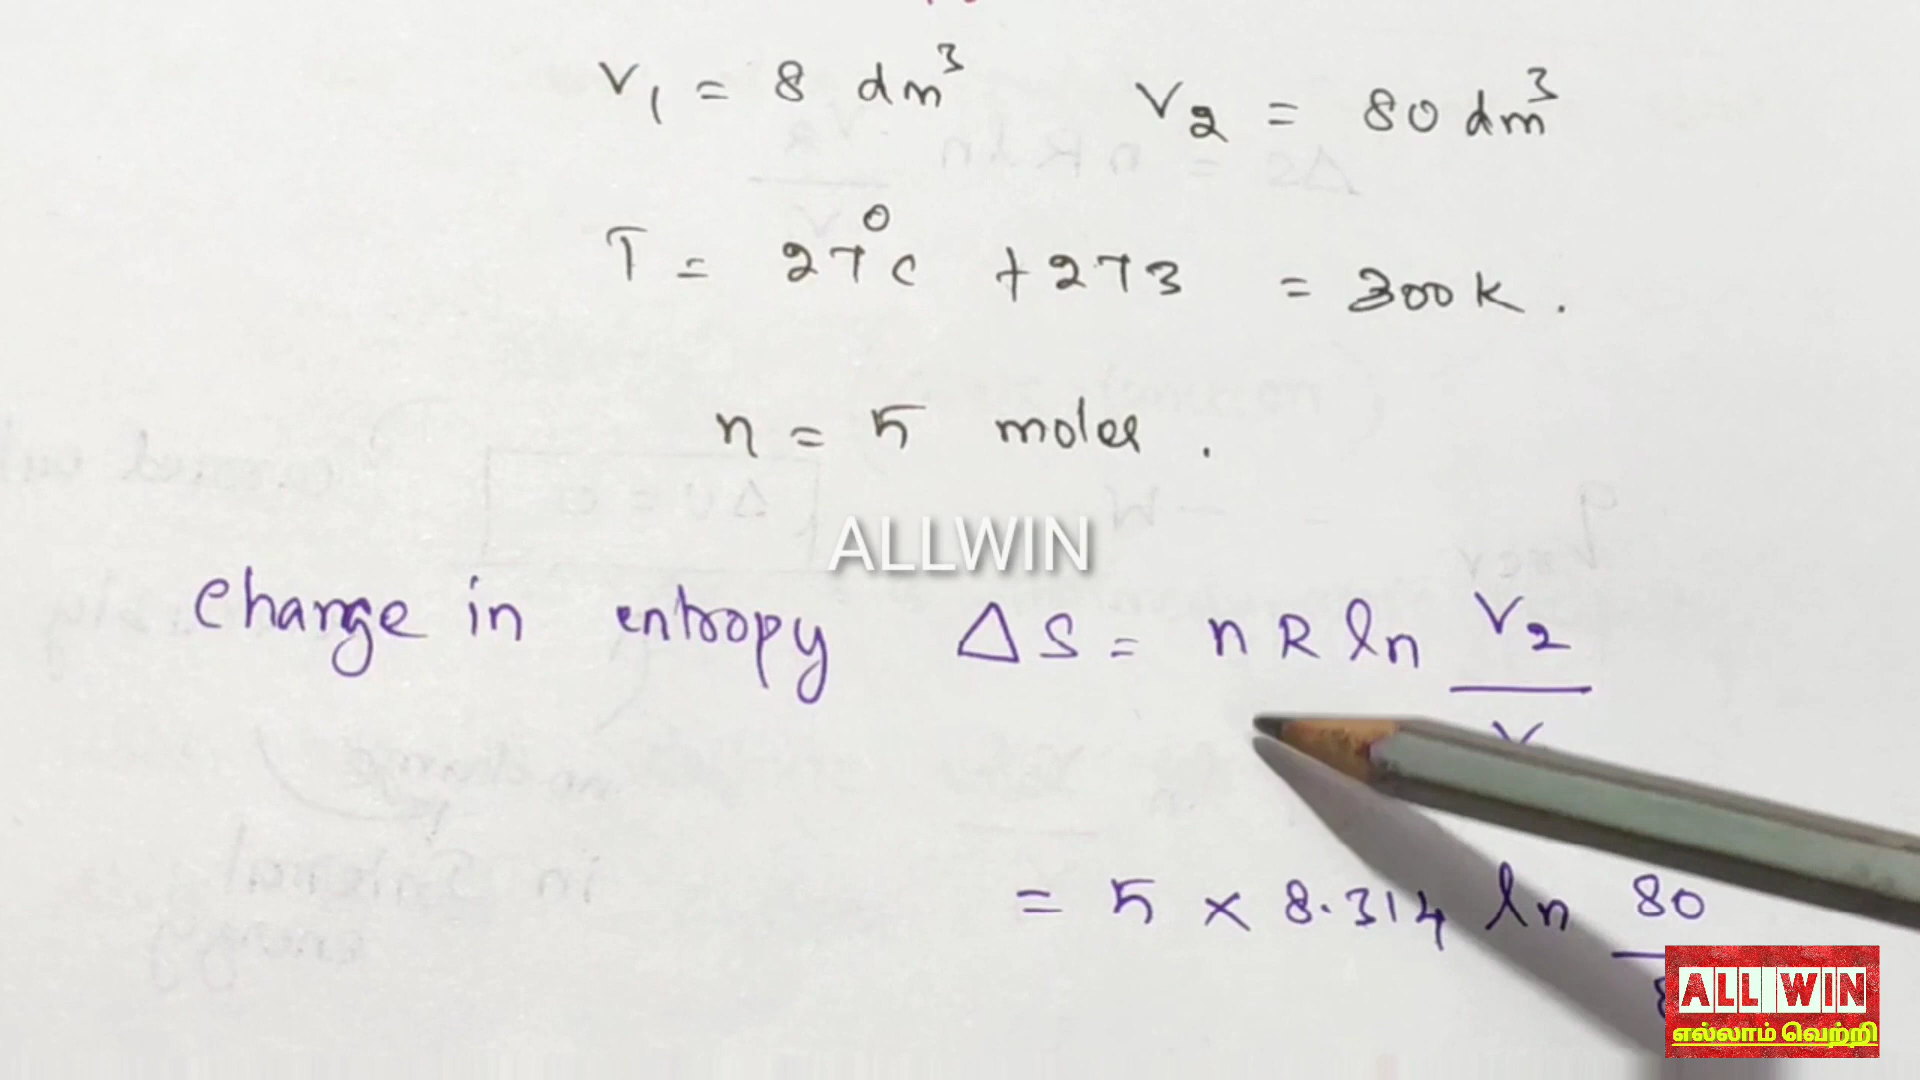 V₁ = 8 dm³ V₂ = 80 dm³
T = 27°C + 273 = 300K.
n = 5 moles.
ALLWIN
Change in entropy ΔS = nR ln V₂ / V
= 5 × 8.314 ln 80 / 8
ALL WIN
எல்லாம் வெற்றி